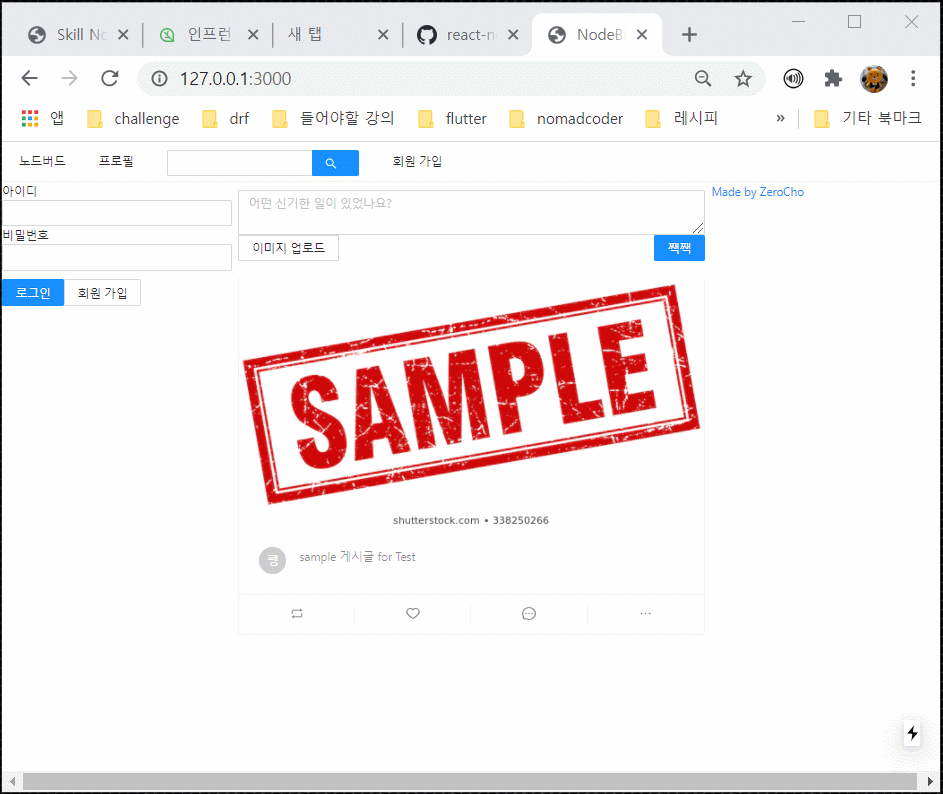 Skill No
인프런
새 탭
react-n
NodeBi
127.0.0.1:3000
앱
challenge
drf
들어야할 강의
flutter
nomadcoder
레시피
»
기타 북마크
노드버드
프로필
회원 가입
아이디
비밀번호
로그인
회원 가입
어떤 신기한 일이 있었나요?
이미지 업로드
짹짹
SAMPLE
shutterstock.com • 338250266
쨍
sample 게시글 for Test
Made by ZeroCho